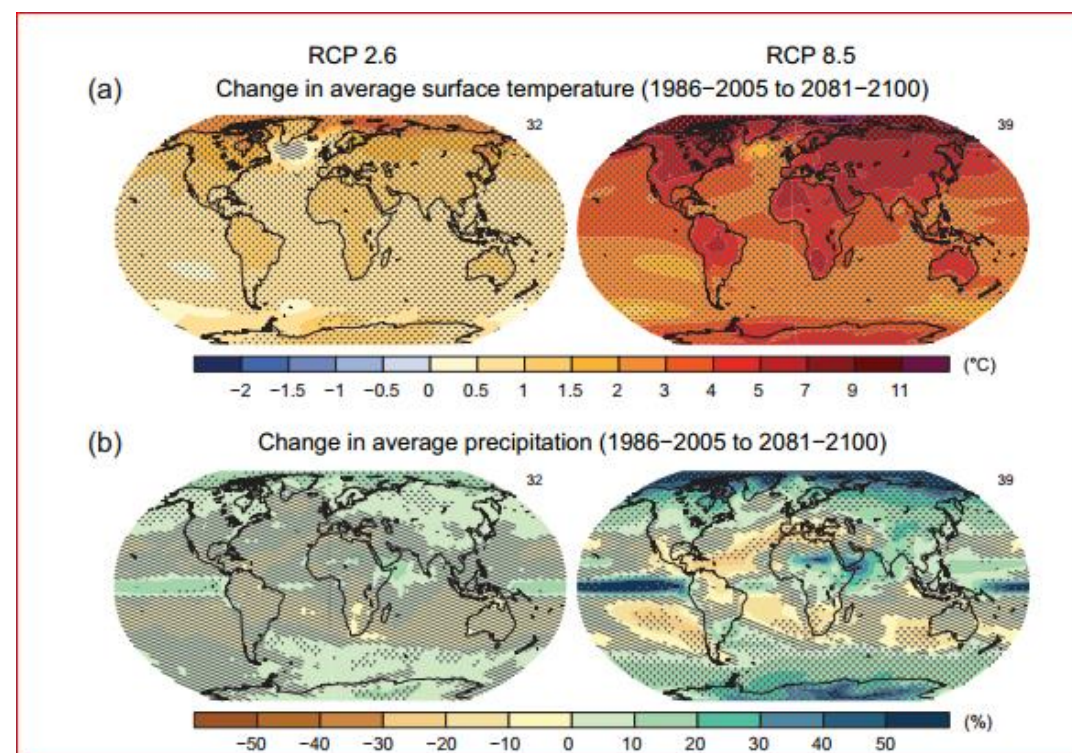 RCP 2.6 RCP 8.5
(a) Change in average surface temperature (1986−2005 to 2081−2100)
32 39
−2 −1.5 −1 −0.5 0 0.5 1 1.5 2 3 4 5 7 9 11 (°C)
(b) Change in average precipitation (1986−2005 to 2081−2100)
32 39
−50 −40 −30 −20 −10 0 10 20 30 40 50 (%)